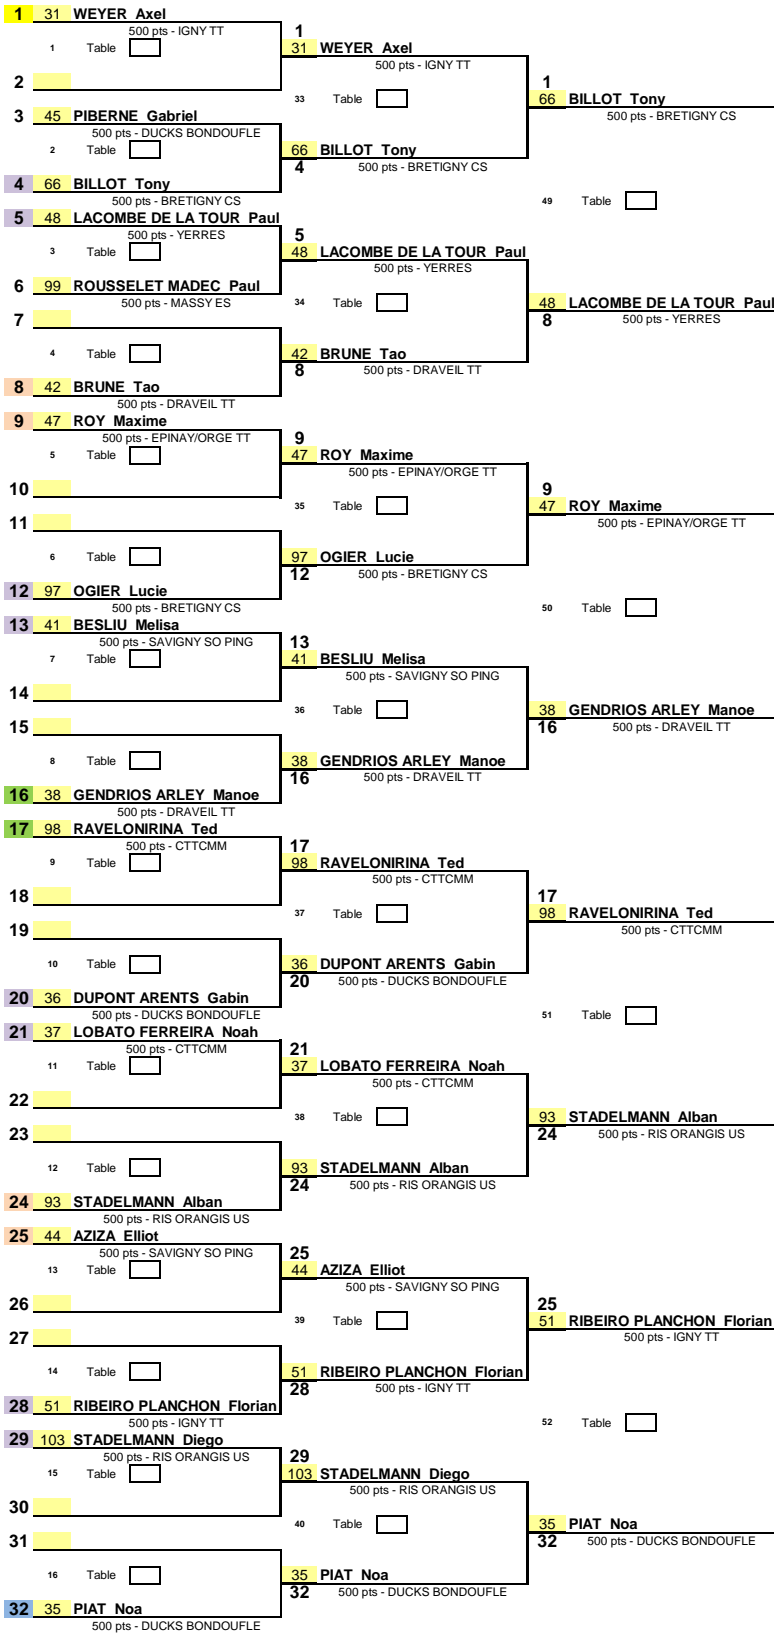 1 31 WEYER Axel
500 pts - IGNY TT
1 Table
1
31 WEYER Axel
500 pts - IGNY TT
2
1
33 Table
66 BILLOT Tony
500 pts - BRETIGNY CS
3 45 PIBERNE Gabriel
500 pts - DUCKS BONDOUFLE
2 Table
66 BILLOT Tony
4 500 pts - BRETIGNY CS
4 66 BILLOT Tony
500 pts - BRETIGNY CS
49 Table
5 48 LACOMBE DE LA TOUR Paul
500 pts - YERRES
3 Table
5
48 LACOMBE DE LA TOUR Paul
500 pts - YERRES
6 99 ROUSSELET MADEC Paul
500 pts - MASSY ES
34 Table
48 LACOMBE DE LA TOUR Paul
8 500 pts - YERRES
7
4 Table
42 BRUNE Tao
8 500 pts - DRAVEIL TT
8 42 BRUNE Tao
500 pts - DRAVEIL TT
9 47 ROY Maxime
500 pts - EPINAY/ORGE TT
5 Table
9
47 ROY Maxime
500 pts - EPINAY/ORGE TT
10
9
35 Table
47 ROY Maxime
500 pts - EPINAY/ORGE TT
11
6 Table
97 OGIER Lucie
12 500 pts - BRETIGNY CS
12 97 OGIER Lucie
500 pts - BRETIGNY CS
50 Table
13 41 BESLIU Melisa
500 pts - SAVIGNY SO PING
7 Table
13
41 BESLIU Melisa
500 pts - SAVIGNY SO PING
14
36 Table
38 GENDRIOS ARLEY Manoe
16 500 pts - DRAVEIL TT
15
8 Table
38 GENDRIOS ARLEY Manoe
16 500 pts - DRAVEIL TT
16 38 GENDRIOS ARLEY Manoe
500 pts - DRAVEIL TT
17 98 RAVELONIRINA Ted
500 pts - CTTCMM
9 Table
17
98 RAVELONIRINA Ted
500 pts - CTTCMM
18
17
37 Table
98 RAVELONIRINA Ted
500 pts - CTTCMM
19
10 Table
36 DUPONT ARENTS Gabin
20 500 pts - DUCKS BONDOUFLE
20 36 DUPONT ARENTS Gabin
500 pts - DUCKS BONDOUFLE
51 Table
21 37 LOBATO FERREIRA Noah
500 pts - CTTCMM
11 Table
21
37 LOBATO FERREIRA Noah
500 pts - CTTCMM
22
38 Table
93 STADELMANN Alban
24 500 pts - RIS ORANGIS US
23
12 Table
93 STADELMANN Alban
24 500 pts - RIS ORANGIS US
24 93 STADELMANN Alban
500 pts - RIS ORANGIS US
25 44 AZIZA Elliot
500 pts - SAVIGNY SO PING
13 Table
25
44 AZIZA Elliot
500 pts - SAVIGNY SO PING
26
25
39 Table
51 RIBEIRO PLANCHON Florian
500 pts - IGNY TT
27
14 Table
51 RIBEIRO PLANCHON Florian
28 500 pts - IGNY TT
28 51 RIBEIRO PLANCHON Florian
500 pts - IGNY TT
52 Table
29 103 STADELMANN Diego
500 pts - RIS ORANGIS US
15 Table
29
103 STADELMANN Diego
500 pts - RIS ORANGIS US
30
40 Table
35 PIAT Noa
32 500 pts - DUCKS BONDOUFLE
31
16 Table
35 PIAT Noa
32 500 pts - DUCKS BONDOUFLE
32 35 PIAT Noa
500 pts - DUCKS BONDOUFLE